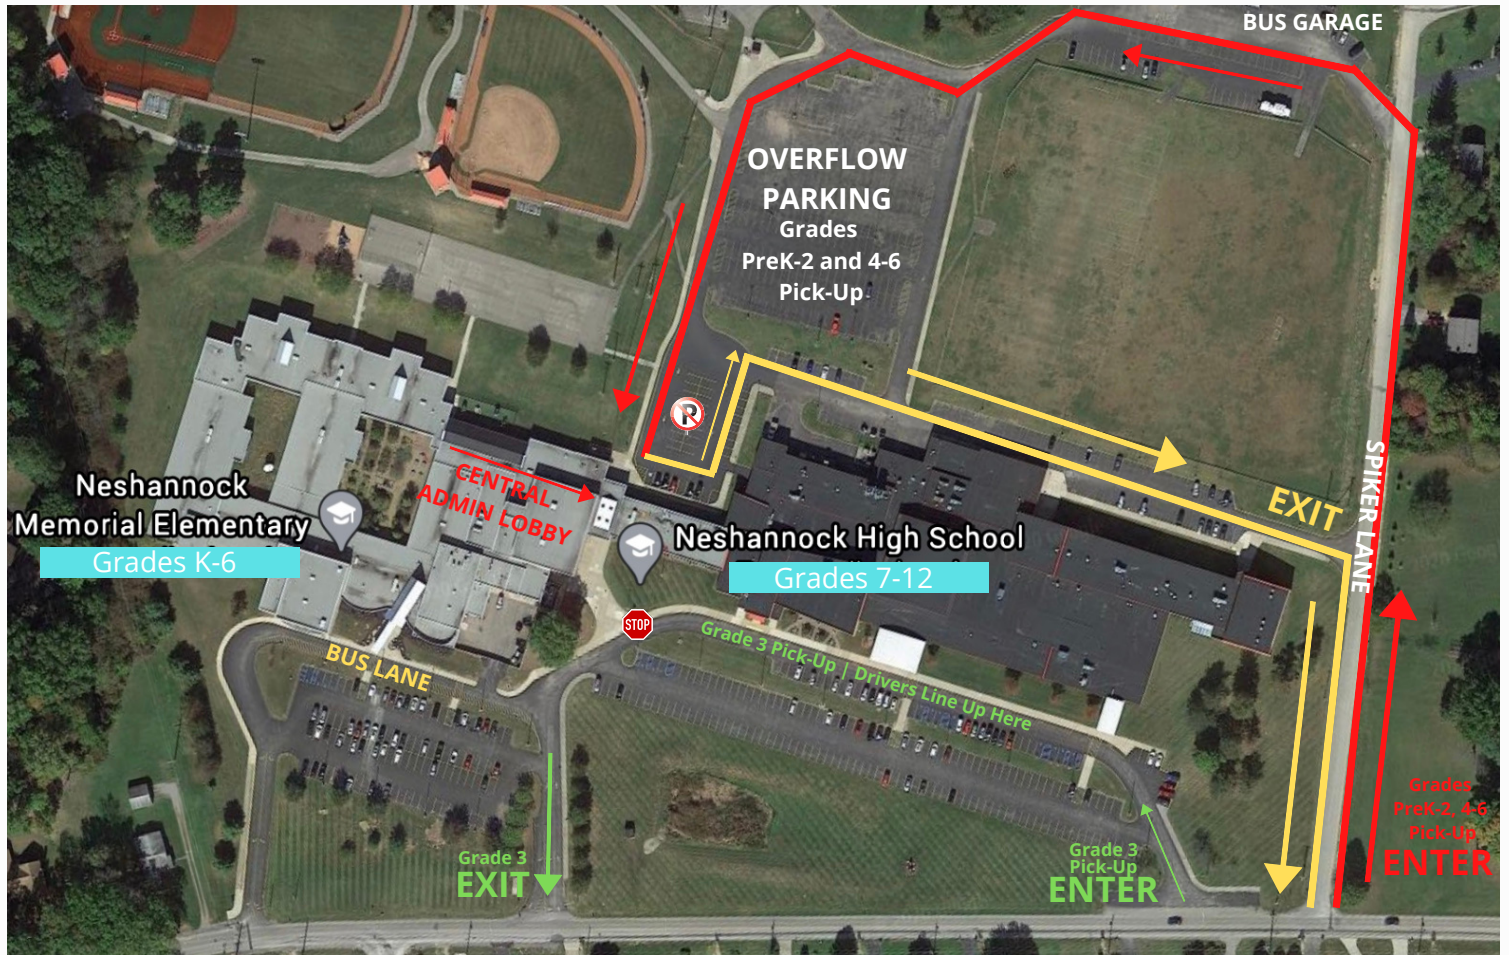 BUS GARAGE
OVERFLOW
PARKING
Grades
PreK-2 and 4-6
Pick-Up
P
EXIT
SPIKER LANE
CENTRAL
ADMIN LOBBY
Neshannock
Memorial Elementary
Grades K-6
Neshannock High School
Grades 7-12
STOP
BUS LANE
Grade 3 Pick-Up | Drivers Line Up Here
Grade 3
EXIT
Grade 3
Pick-Up
ENTER
Grades
PreK-2, 4-6
Pick-Up
ENTER